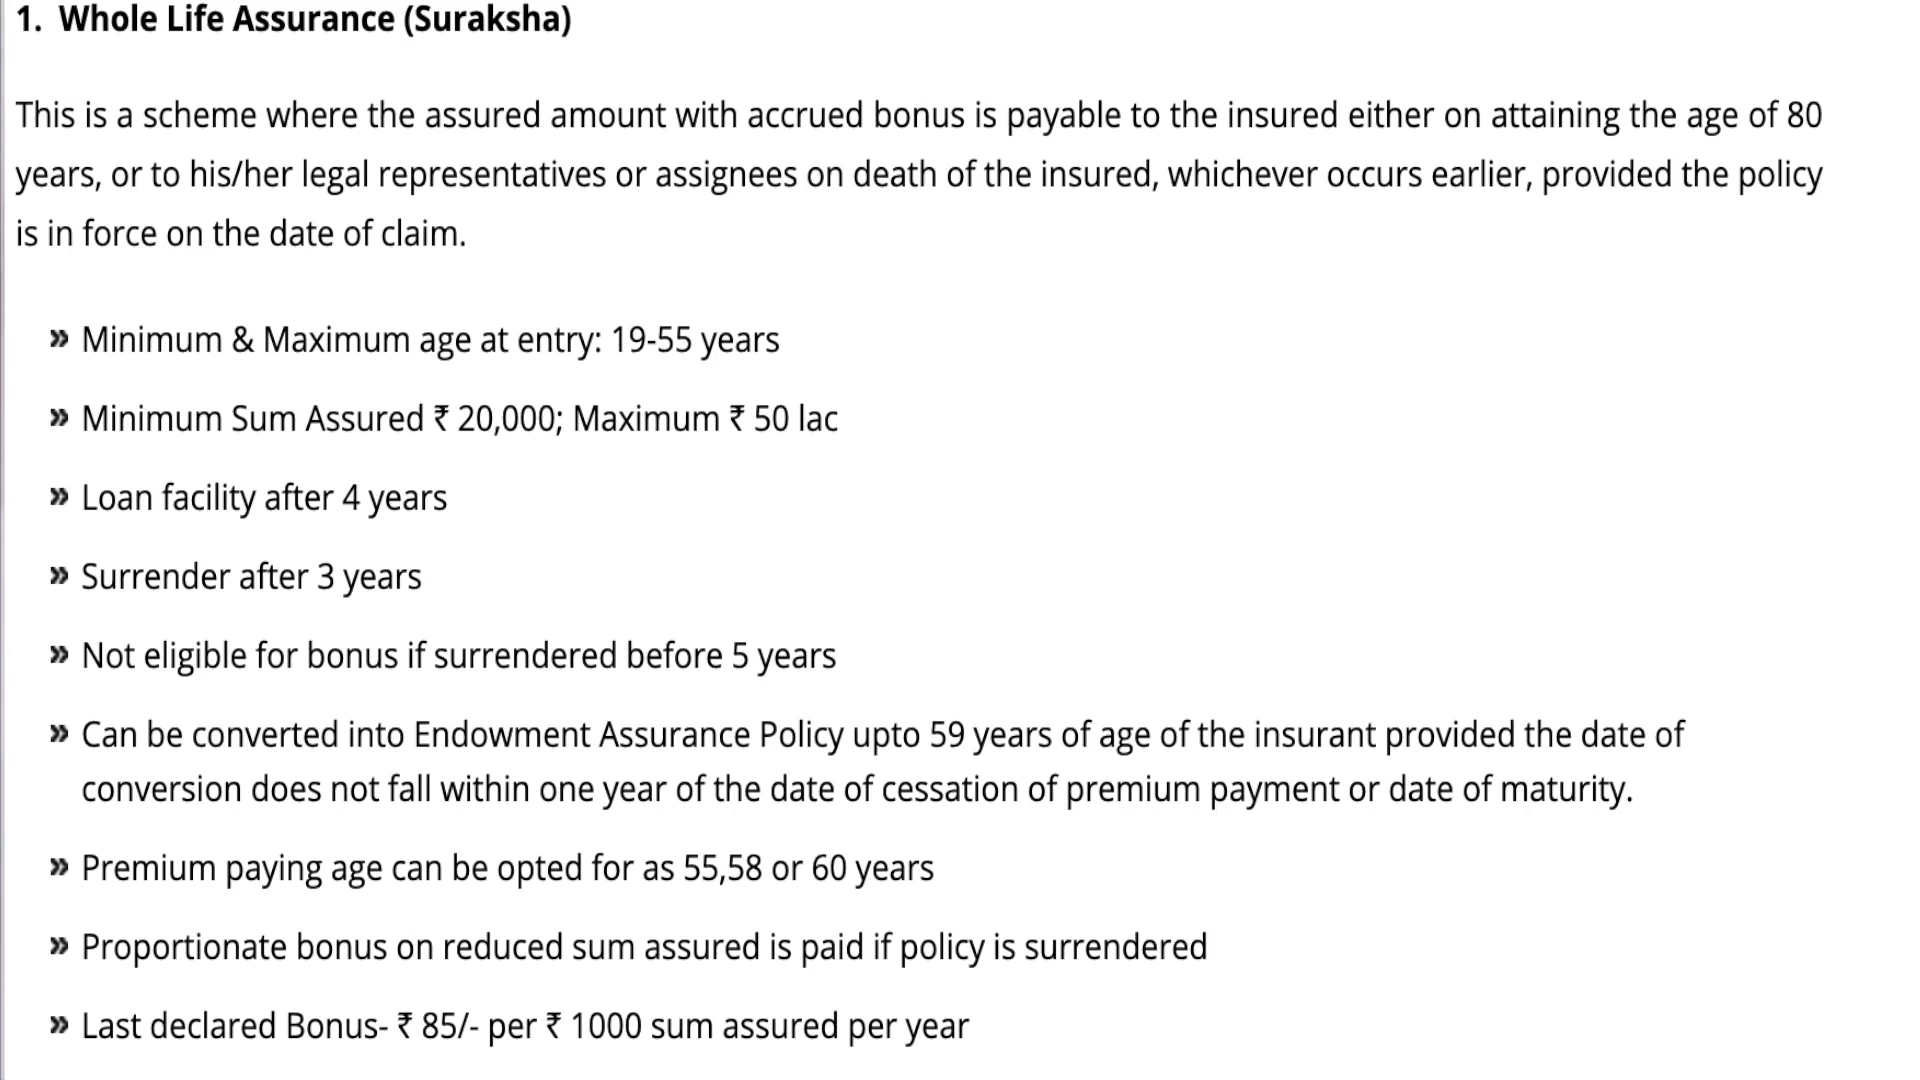 1. Whole Life Assurance (Suraksha)
This is a scheme where the assured amount with accrued bonus is payable to the insured either on attaining the age of 80
years, or to his/her legal representatives or assignees on death of the insured, whichever occurs earlier, provided the policy
is in force on the date of claim.
» Minimum & Maximum age at entry: 19-55 years
» Minimum Sum Assured ₹ 20,000; Maximum ₹ 50 lac
» Loan facility after 4 years
» Surrender after 3 years
» Not eligible for bonus if surrendered before 5 years
» Can be converted into Endowment Assurance Policy upto 59 years of age of the insurant provided the date of
conversion does not fall within one year of the date of cessation of premium payment or date of maturity.
» Premium paying age can be opted for as 55,58 or 60 years
» Proportionate bonus on reduced sum assured is paid if policy is surrendered
» Last declared Bonus- ₹ 85/- per ₹ 1000 sum assured per year